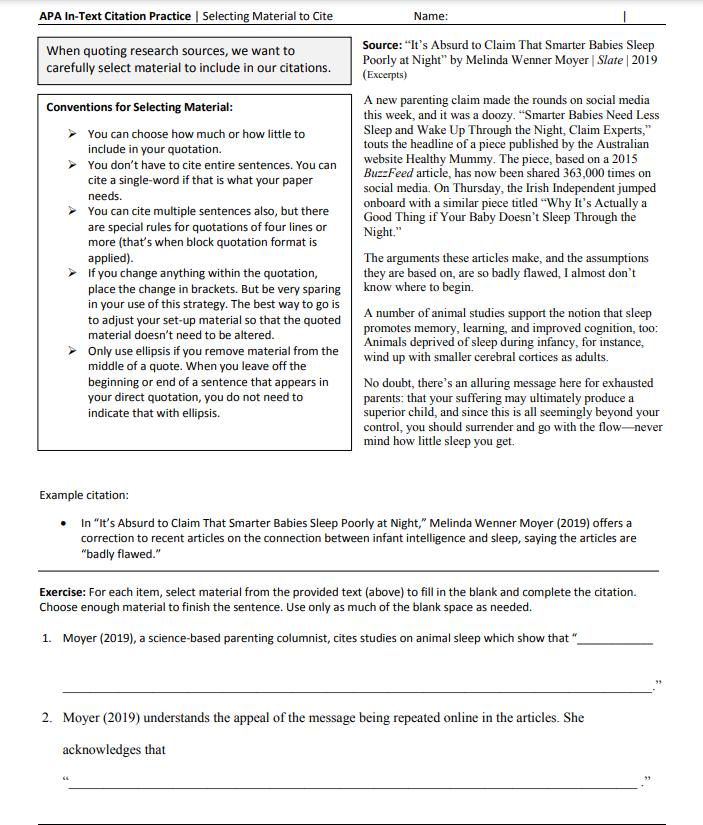 APA In-Text Citation Practice | Selecting Material to Cite Name: |
When quoting research sources, we want to
carefully select material to include in our citations.
Conventions for Selecting Material:
➢ You can choose how much or how little to
include in your quotation.
➢ You don’t have to cite entire sentences. You can
cite a single-word if that is what your paper
needs.
➢ You can cite multiple sentences also, but there
are special rules for quotations of four lines or
more (that’s when block quotation format is
applied).
➢ If you change anything within the quotation,
place the change in brackets. But be very sparing
in your use of this strategy. The best way to go is
to adjust your set-up material so that the quoted
material doesn’t need to be altered.
➢ Only use ellipsis if you remove material from the
middle of a quote. When you leave off the
beginning or end of a sentence that appears in
your direct quotation, you do not need to
indicate that with ellipsis.
Source: “It’s Absurd to Claim That Smarter Babies Sleep
Poorly at Night” by Melinda Wenner Moyer | Slate | 2019
(Excerpts)
A new parenting claim made the rounds on social media
this week, and it was a doozy. “Smarter Babies Need Less
Sleep and Wake Up Through the Night, Claim Experts,”
touts the headline of a piece published by the Australian
website Healthy Mummy. The piece, based on a 2015
BuzzFeed article, has now been shared 363,000 times on
social media. On Thursday, the Irish Independent jumped
onboard with a similar piece titled “Why It’s Actually a
Good Thing if Your Baby Doesn’t Sleep Through the
Night.”
The arguments these articles make, and the assumptions
they are based on, are so badly flawed, I almost don’t
know where to begin.
A number of animal studies support the notion that sleep
promotes memory, learning, and improved cognition, too:
Animals deprived of sleep during infancy, for instance,
wind up with smaller cerebral cortices as adults.
No doubt, there’s an alluring message here for exhausted
parents: that your suffering may ultimately produce a
superior child, and since this is all seemingly beyond your
control, you should surrender and go with the flow—never
mind how little sleep you get.
Example citation:
• In “It’s Absurd to Claim That Smarter Babies Sleep Poorly at Night,” Melinda Wenner Moyer (2019) offers a
correction to recent articles on the connection between infant intelligence and sleep, saying the articles are
“badly flawed.”
Exercise: For each item, select material from the provided text (above) to fill in the blank and complete the citation.
Choose enough material to finish the sentence. Use only as much of the blank space as needed.
1. Moyer (2019), a science-based parenting columnist, cites studies on animal sleep which show that “____________
____________.”
2. Moyer (2019) understands the appeal of the message being repeated online in the articles. She
acknowledges that
“____________.”